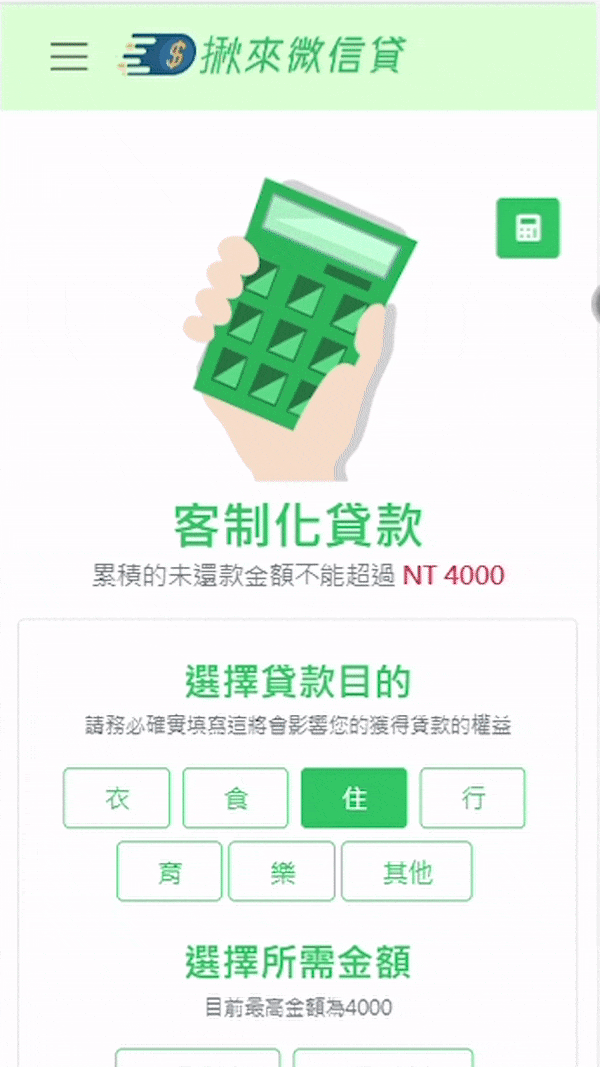 揪來微信貸
客制化貸款
累積的未還款金額不能超過 NT 4000
選擇貸款目的
請務必確實填寫這將會影響您的獲得貸款的權益
衣 食 住 行
育 樂 其他
選擇所需金額
目前最高金額為4000